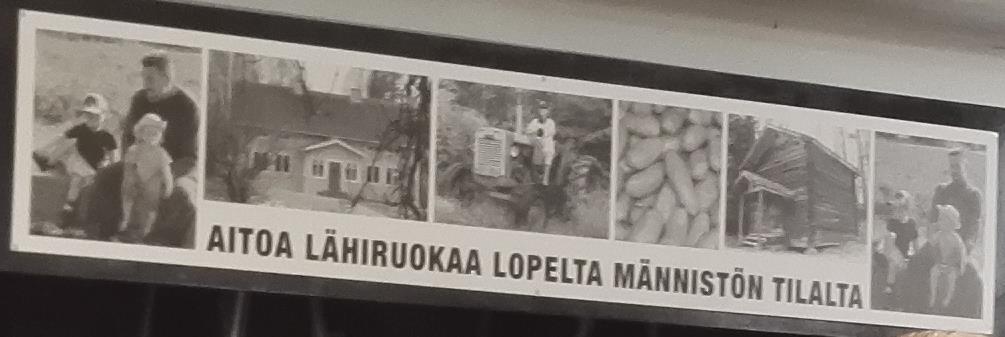 AITOA LÄHIRUOKAA LOPELTA MÄNNISTÖN TILALTA